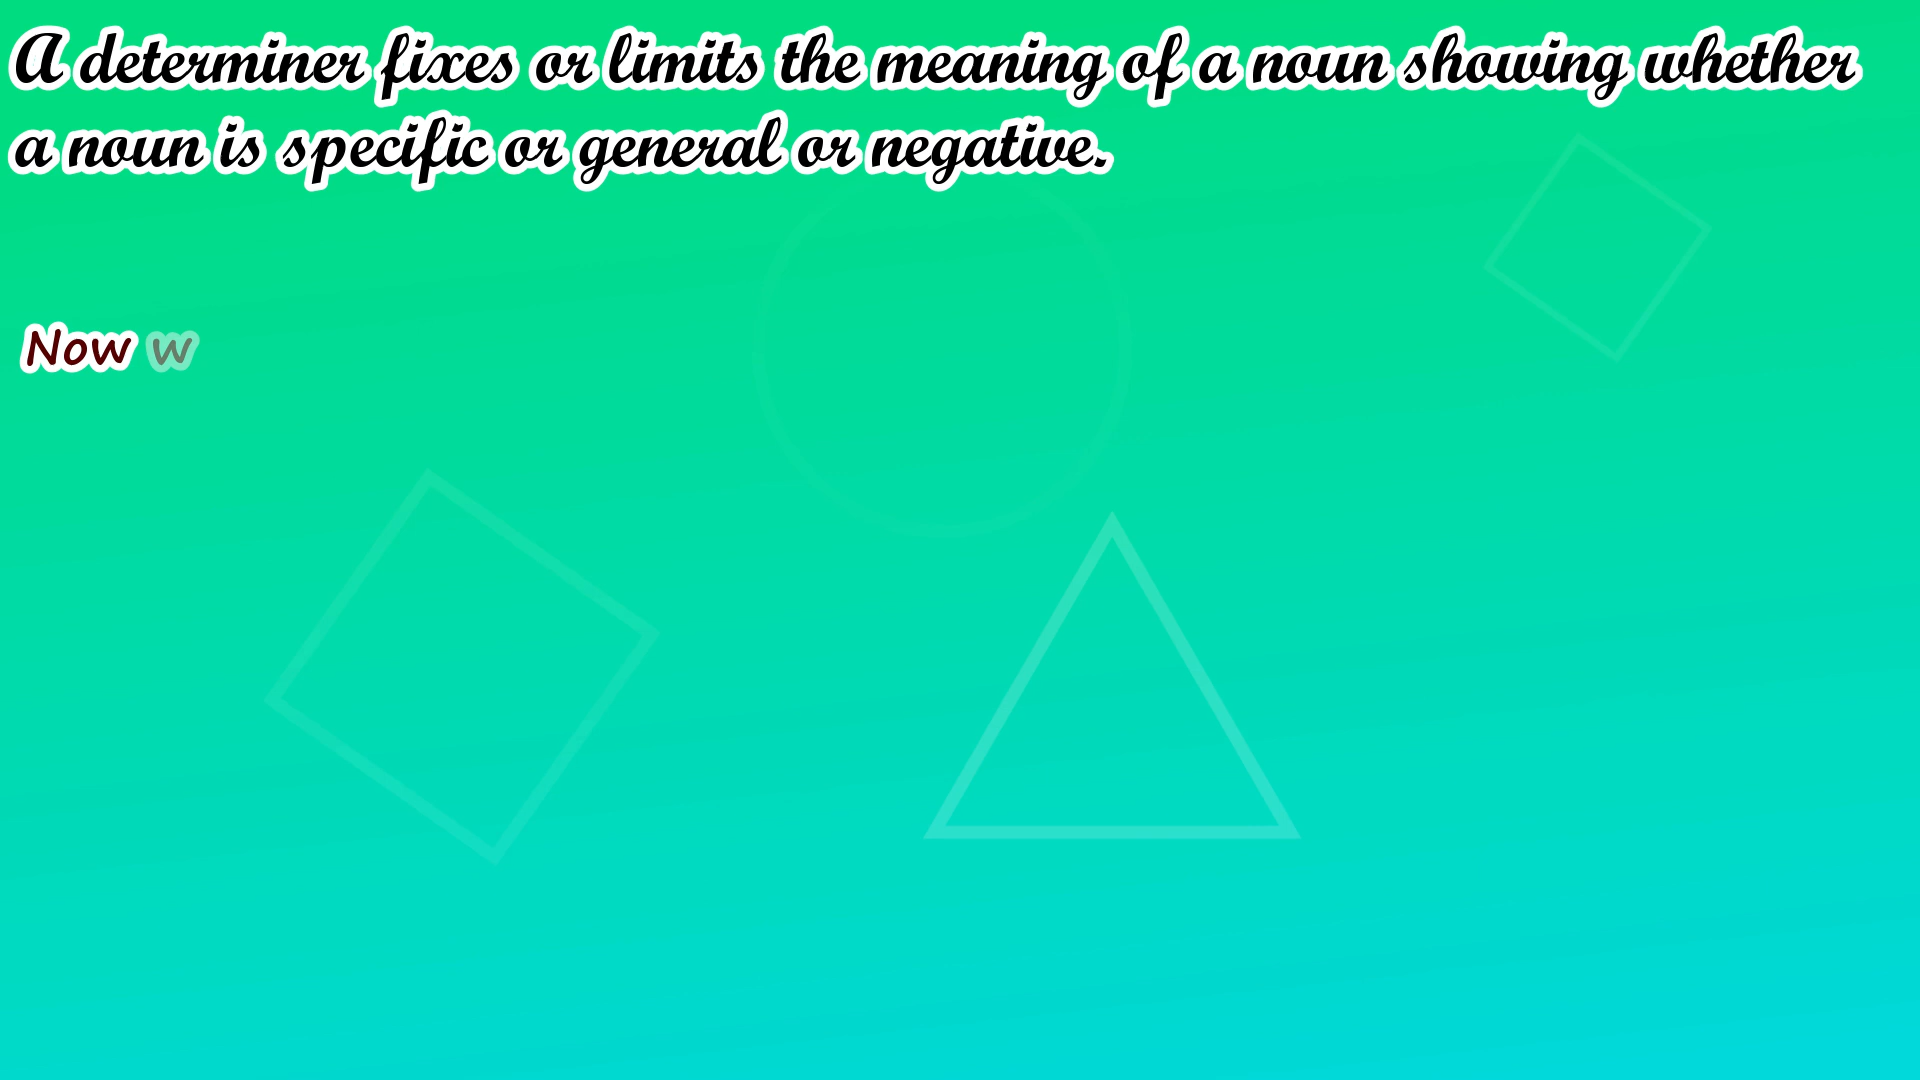 A determiner fixes or limits the meaning of a noun showing whether
a noun is specific or general or negative.
Now w